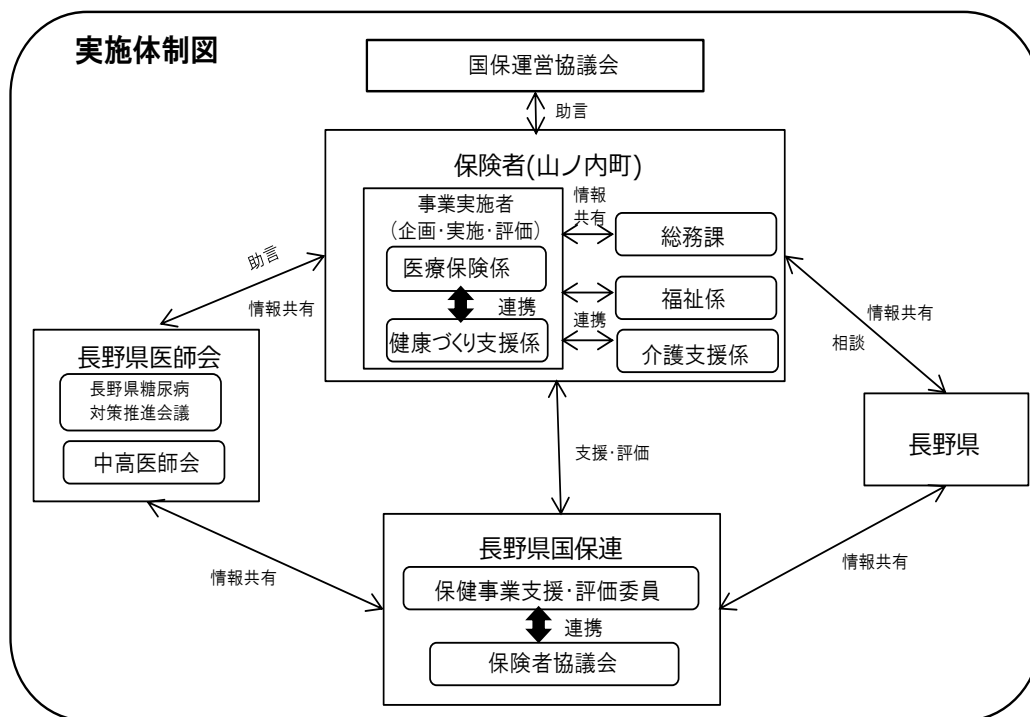 実施体制図
国保運営協議会
助言
保険者(山ノ内町)
事業実施者
(企画・実施・評価)
医療保険係
連携
健康づくり支援係
情報
共有
総務課
福祉係
連携
介護支援係
助言
情報共有
長野県医師会
長野県糖尿病
対策推進会議
中高医師会
情報共有
相談
長野県
支援・評価
長野県国保連
保健事業支援・評価委員
連携
保険者協議会
情報共有
情報共有